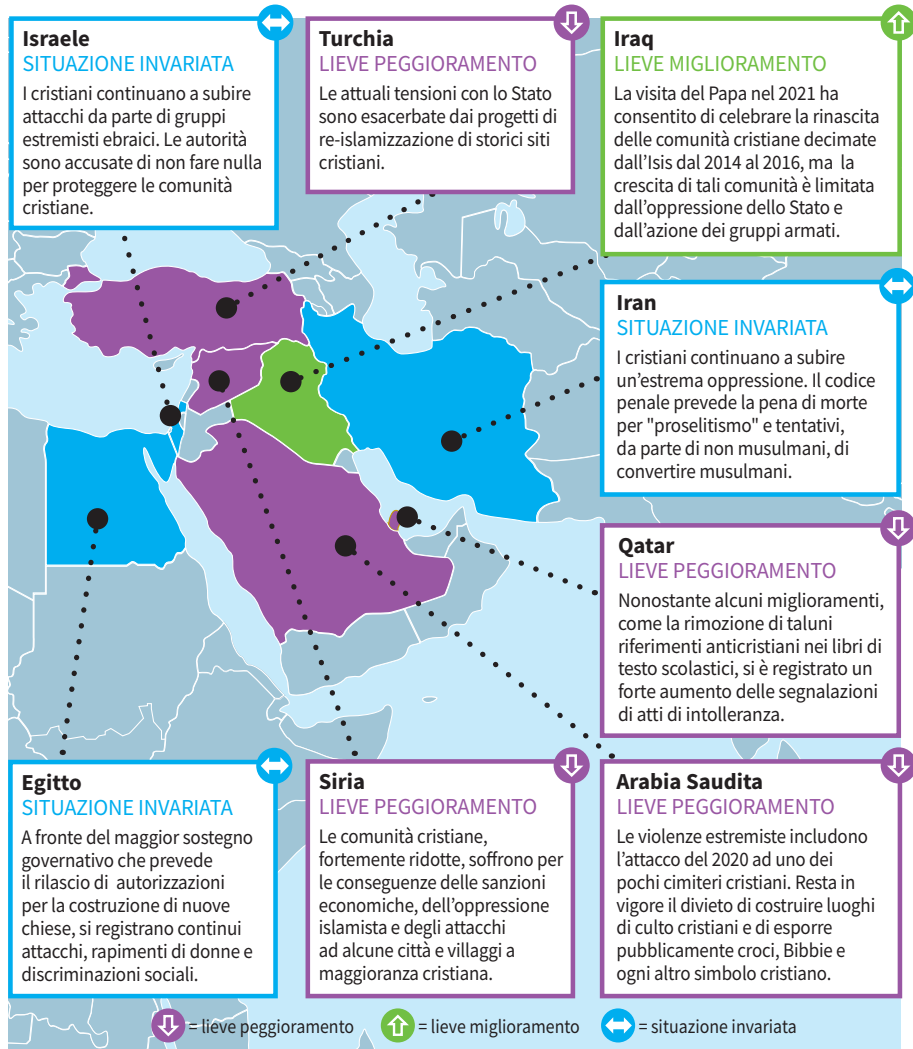 Israele
SITUAZIONE INVARIATA
I cristiani continuano a subire
attacchi da parte di gruppi
estremisti ebraici. Le autorità
sono accusate di non fare nulla
per proteggere le comunità
cristiane.
Turchia
LIEVE PEGGIORAMENTO
Le attuali tensioni con lo Stato
sono esacerbate dai progetti di
re-islamizzazione di storici siti
cristiani.
Iraq
LIEVE MIGLIORAMENTO
La visita del Papa nel 2021 ha
consentito di celebrare la rinascita
delle comunità cristiane decimate
dall'Isis dal 2014 al 2016, ma la
crescita di tali comunità è limitata
dall'oppressione dello Stato e
dall'azione dei gruppi armati.
Iran
SITUAZIONE INVARIATA
I cristiani continuano a subire
un'estrema oppressione. Il codice
penale prevede la pena di morte
per "proselitismo" e tentativi,
da parte di non musulmani, di
convertire musulmani.
Qatar
LIEVE PEGGIORAMENTO
Nonostante alcuni miglioramenti,
come la rimozione di taluni
riferimenti anticristiani nei libri di
testo scolastici, si è registrato un
forte aumento delle segnalazioni
di atti di intolleranza.
Egitto
SITUAZIONE INVARIATA
A fronte del maggior sostegno
governativo che prevede
il rilascio di autorizzazioni
per la costruzione di nuove
chiese, si registrano continui
attacchi, rapimenti di donne e
discriminazioni sociali.
Siria
LIEVE PEGGIORAMENTO
Le comunità cristiane,
fortemente ridotte, soffrono per
le conseguenze delle sanzioni
economiche, dell'oppressione
islamista e degli attacchi
ad alcune città e villaggi a
maggioranza cristiana.
Arabia Saudita
LIEVE PEGGIORAMENTO
Le violenze estremiste includono
l'attacco del 2020 ad uno dei
pochi cimiteri cristiani. Resta in
vigore il divieto di costruire luoghi
di culto cristiani e di esporre
pubblicamente croci, Bibbie e
ogni altro simbolo cristiano.
= lieve peggioramento = lieve miglioramento = situazione invariata